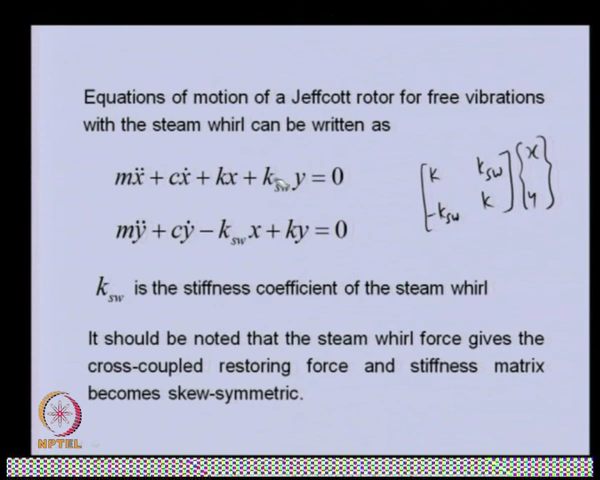 Equations of motion of a Jeffcott rotor for free vibrations
with the steam whirl can be written as
mẍ + cẋ + kx + k_sw y = 0
mÿ + cẏ − k_sw x + ky = 0
[k k_sw] {x
-k_sw k] y}
k_sw is the stiffness coefficient of the steam whirl
It should be noted that the steam whirl force gives the
cross-coupled restoring force and stiffness matrix
becomes skew-symmetric.
NPTEL